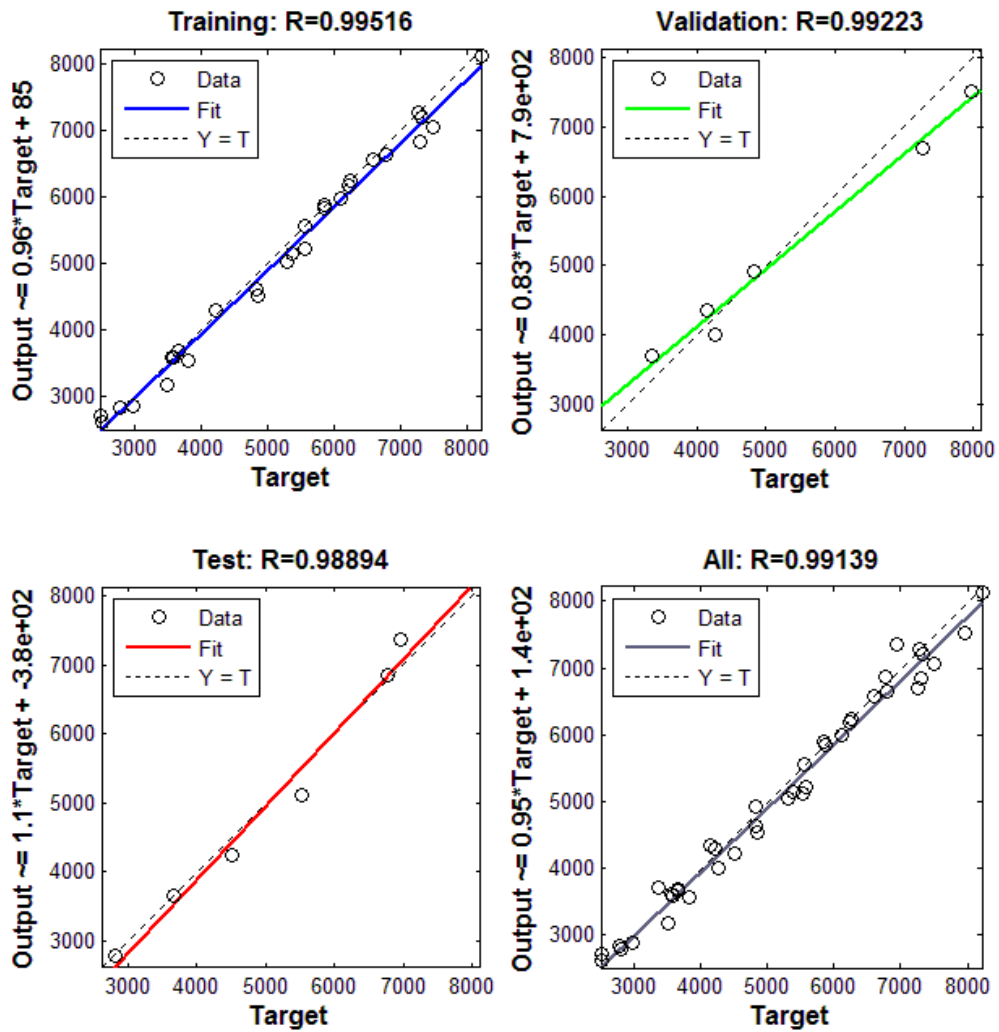 Training: R=0.99516
Output ~= 0.96*Target + 85
8000
7000
6000
5000
4000
3000
Data
Fit
Y = T
3000 4000 5000 6000 7000 8000
Target
Validation: R=0.99223
Output ~= 0.83*Target + 7.9e+02
8000
7000
6000
5000
4000
3000
Data
Fit
Y = T
3000 4000 5000 6000 7000 8000
Target
Test: R=0.98894
Output ~= 1.1*Target + -3.8e+02
8000
7000
6000
5000
4000
3000
Data
Fit
Y = T
3000 4000 5000 6000 7000 8000
Target
All: R=0.99139
Output ~= 0.95*Target + 1.4e+02
8000
7000
6000
5000
4000
3000
Data
Fit
Y = T
3000 4000 5000 6000 7000 8000
Target